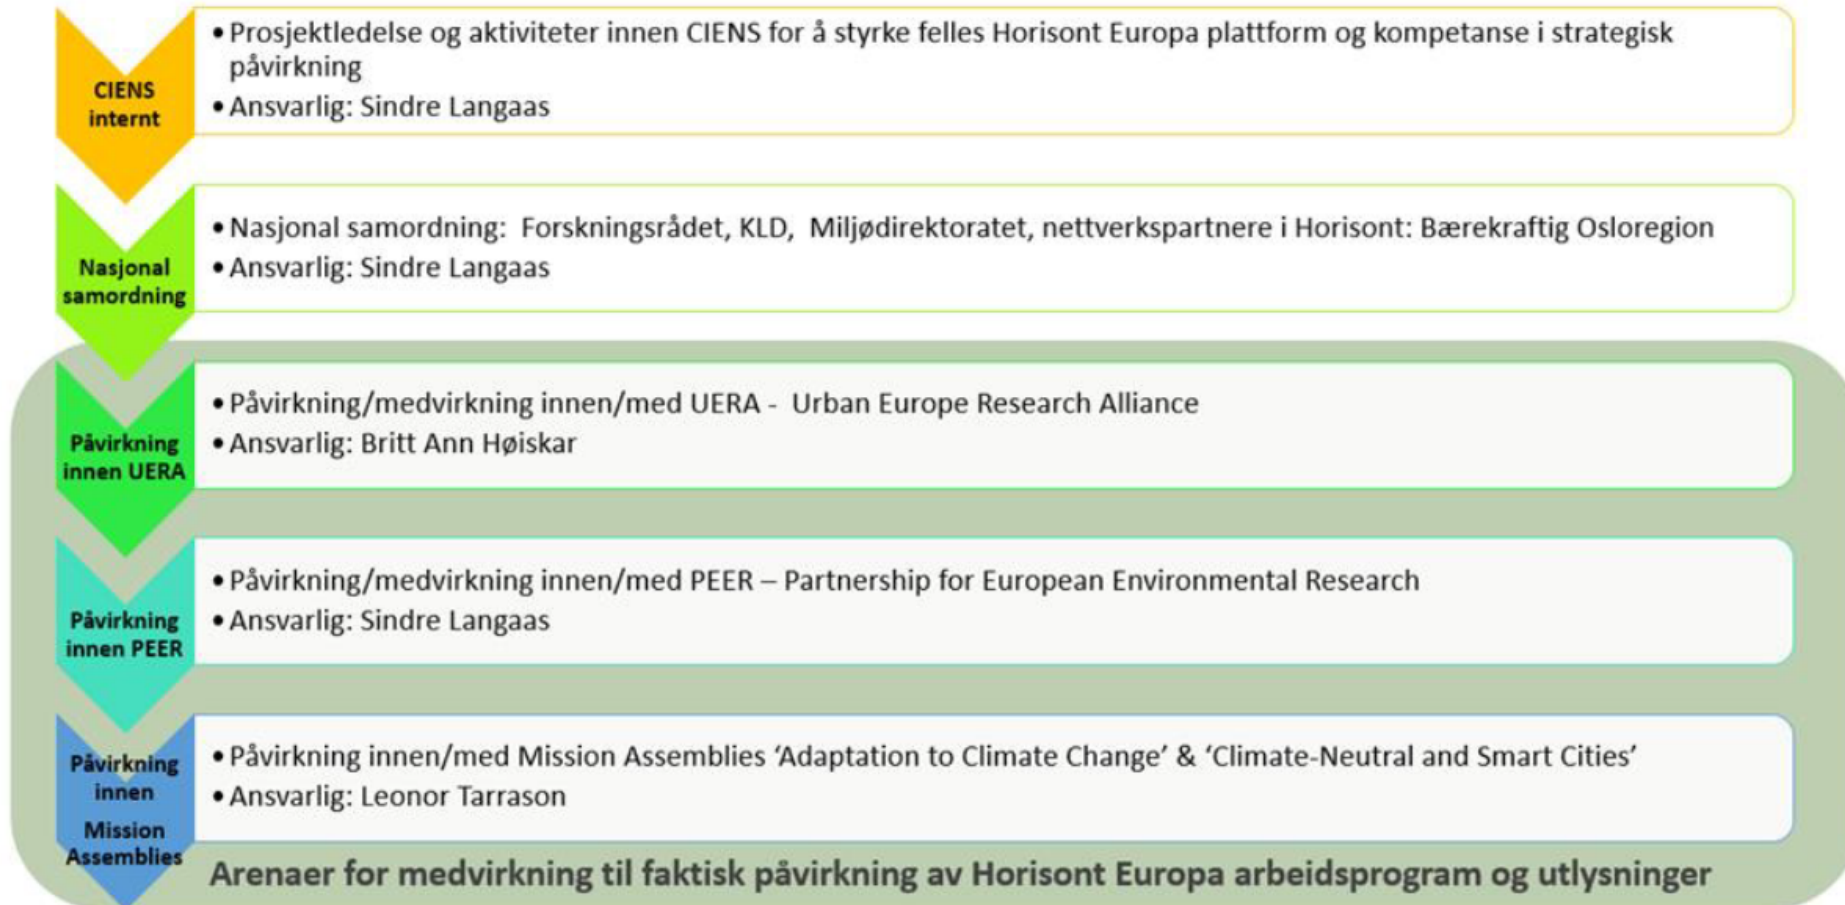 CIENS
internt
• Prosjektledelse og aktiviteter innen CIENS for å styrke felles Horisont Europa plattform og kompetanse i strategisk
påvirkning
• Ansvarlig: Sindre Langaas
Nasjonal
samordning
• Nasjonal samordning:  Forskningsrådet, KLD,  Miljødirektoratet, nettverkspartnere i Horisont: Bærekraftig Osloregion
• Ansvarlig: Sindre Langaas
Påvirkning
innen UERA
• Påvirkning/medvirkning innen/med UERA -  Urban Europe Research Alliance
• Ansvarlig: Britt Ann Høiskar
Påvirkning
innen PEER
• Påvirkning/medvirkning innen/med PEER – Partnership for European Environmental Research
• Ansvarlig: Sindre Langaas
Påvirkning
innen
Mission
Assemblies
• Påvirkning innen/med Mission Assemblies ‘Adaptation to Climate Change’ & ‘Climate-Neutral and Smart Cities’
• Ansvarlig: Leonor Tarrason
Arenaer for medvirkning til faktisk påvirkning av Horisont Europa arbeidsprogram og utlysninger